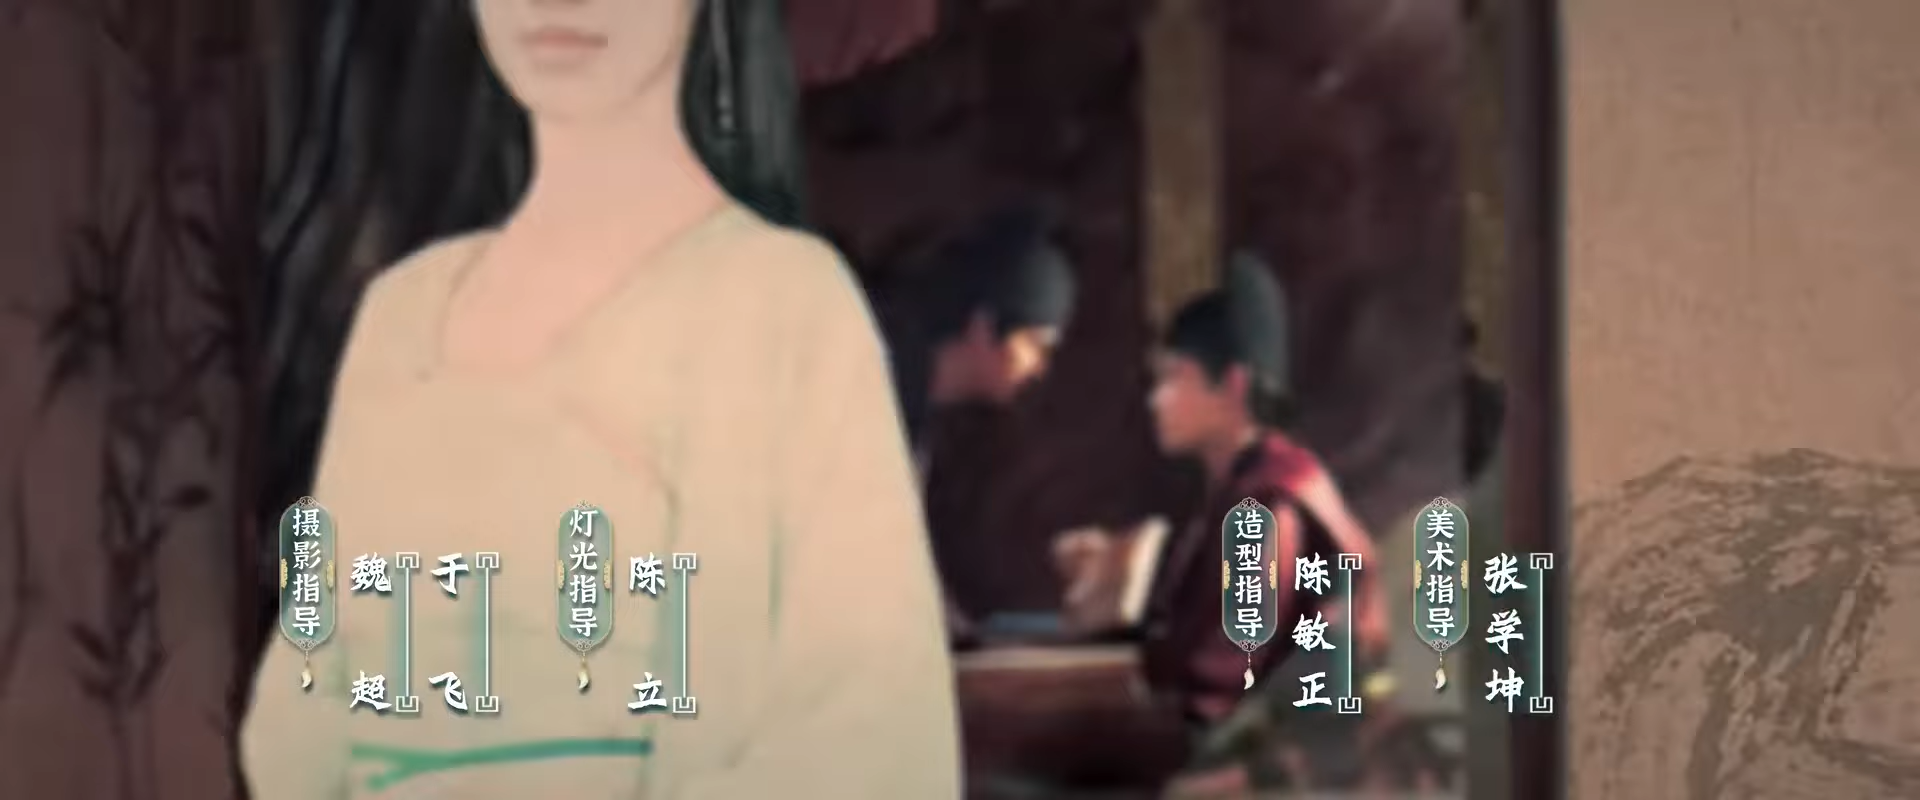 摄影指导
魏超
于飞
灯光指导
陈立
造型指导
陈敏正
美术指导
张学坤